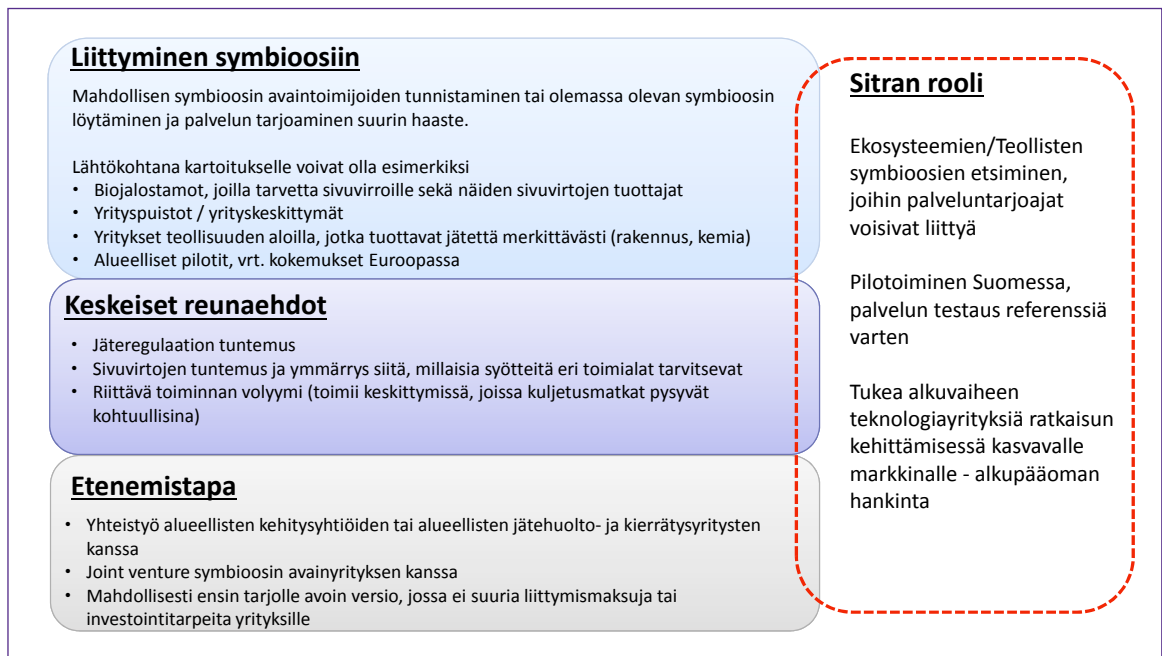 Liittyminen symbioosiin
Mahdollisen symbioosin avaintoimijoiden tunnistaminen tai olemassa olevan symbioosin
löytäminen ja palvelun tarjoaminen suurin haaste.
Lähtökohtana kartoitukselle voivat olla esimerkiksi
• Biojalostamot, joilla tarvetta sivuvirroille sekä näiden sivuvirtojen tuottajat
• Yrityspuistot / yrityskeskittymät
• Yritykset teollisuuden aloilla, jotka tuottavat jätettä merkittävästi (rakennus, kemia)
• Alueelliset pilotit, vrt. kokemukset Euroopassa
Keskeiset reunaehdot
• Jäteregulaation tuntemus
• Sivuvirtojen tuntemus ja ymmärrys siitä, millaisia syötteitä eri toimialat tarvitsevat
• Riittävä toiminnan volyymi (toimii keskittymissä, joissa kuljetusmatkat pysyvät
kohtuullisina)
Etenemistapa
• Yhteistyö alueellisten kehitysyhtiöiden tai alueellisten jätehuolto- ja kierrätysyritysten
kanssa
• Joint venture symbioosin avainyrityksen kanssa
• Mahdollisesti ensin tarjolle avoin versio, jossa ei suuria liittymismaksuja tai
investointitarpeita yrityksille
Sitran rooli
Ekosysteemien/Teollisten
symbioosien etsiminen,
joihin palveluntarjoajat
voisivat liittyä
Pilotoiminen Suomessa,
palvelun testaus referenssiä
varten
Tukea alkuvaiheen
teknologiayrityksiä ratkaisun
kehittämisessä kasvavalle
markkinalle - alkupääoman
hankinta